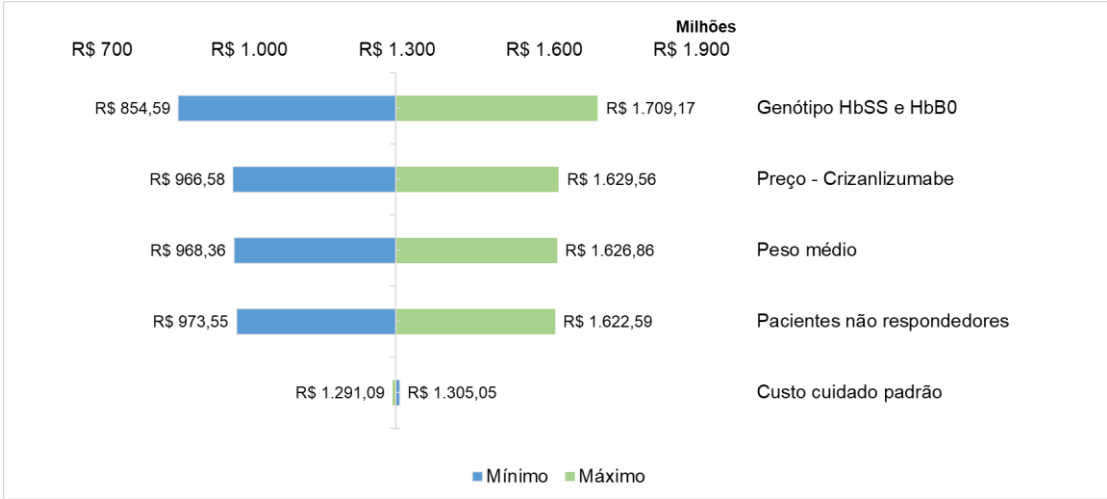 Milhões
R$ 700 R$ 1.000 R$ 1.300 R$ 1.600 R$ 1.900
R$ 854,59 R$ 1.709,17 Genótipo HbSS e HbB0
R$ 966,58 R$ 1.629,56 Preço - Crizanlizumabe
R$ 968,36 R$ 1.626,86 Peso médio
R$ 973,55 R$ 1.622,59 Pacientes não respondedores
R$ 1.291,09 R$ 1.305,05 Custo cuidado padrão
Mínimo Máximo